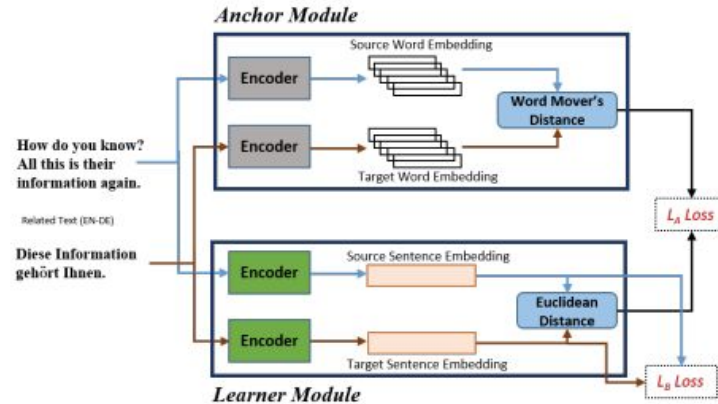 Anchor Module
Source Word Embedding
Encoder
Word Mover's
Distance
Encoder
Target Word Embedding
How do you know?
All this is their
information again.
Related Text (EN-DE)
Diese Information
gehört Ihnen.
L_A Loss
Source Sentence Embedding
Encoder
Euclidean
Distance
Encoder
Target Sentence Embedding
L_B Loss
Learner Module